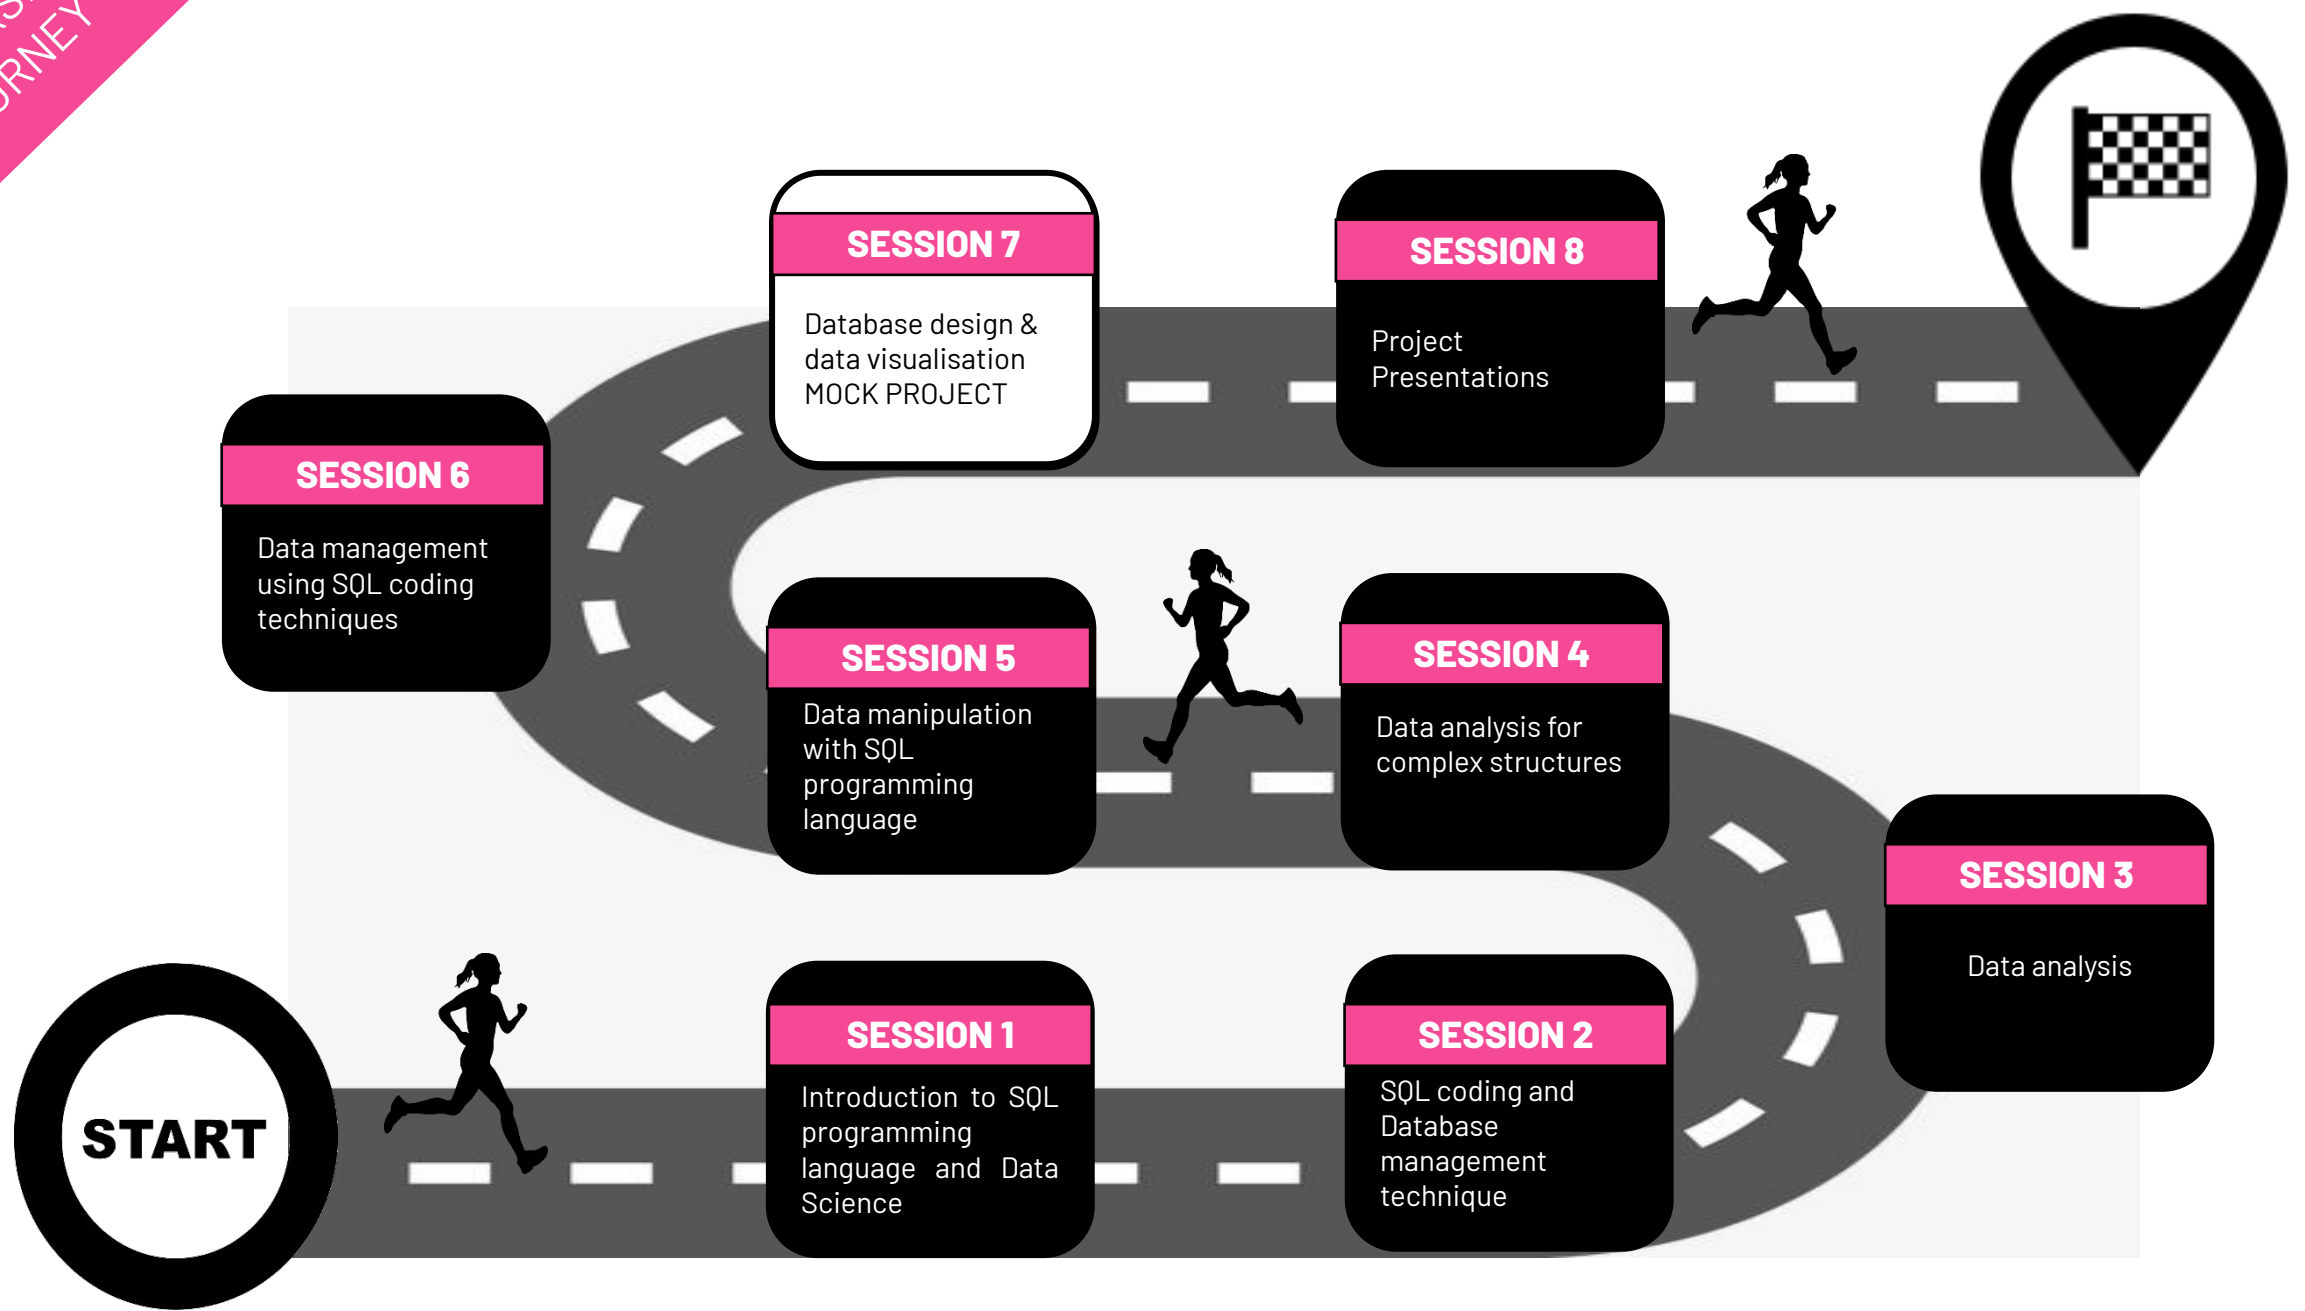 START
SESSION 1
Introduction to SQL
programming
language and Data
Science
SESSION 2
SQL coding and
Database
management
technique
SESSION 3
Data analysis
SESSION 4
Data analysis for
complex structures
SESSION 5
Data manipulation
with SQL
programming
language
SESSION 6
Data management
using SQL coding
techniques
SESSION 7
Database design &
data visualisation
MOCK PROJECT
SESSION 8
Project
Presentations